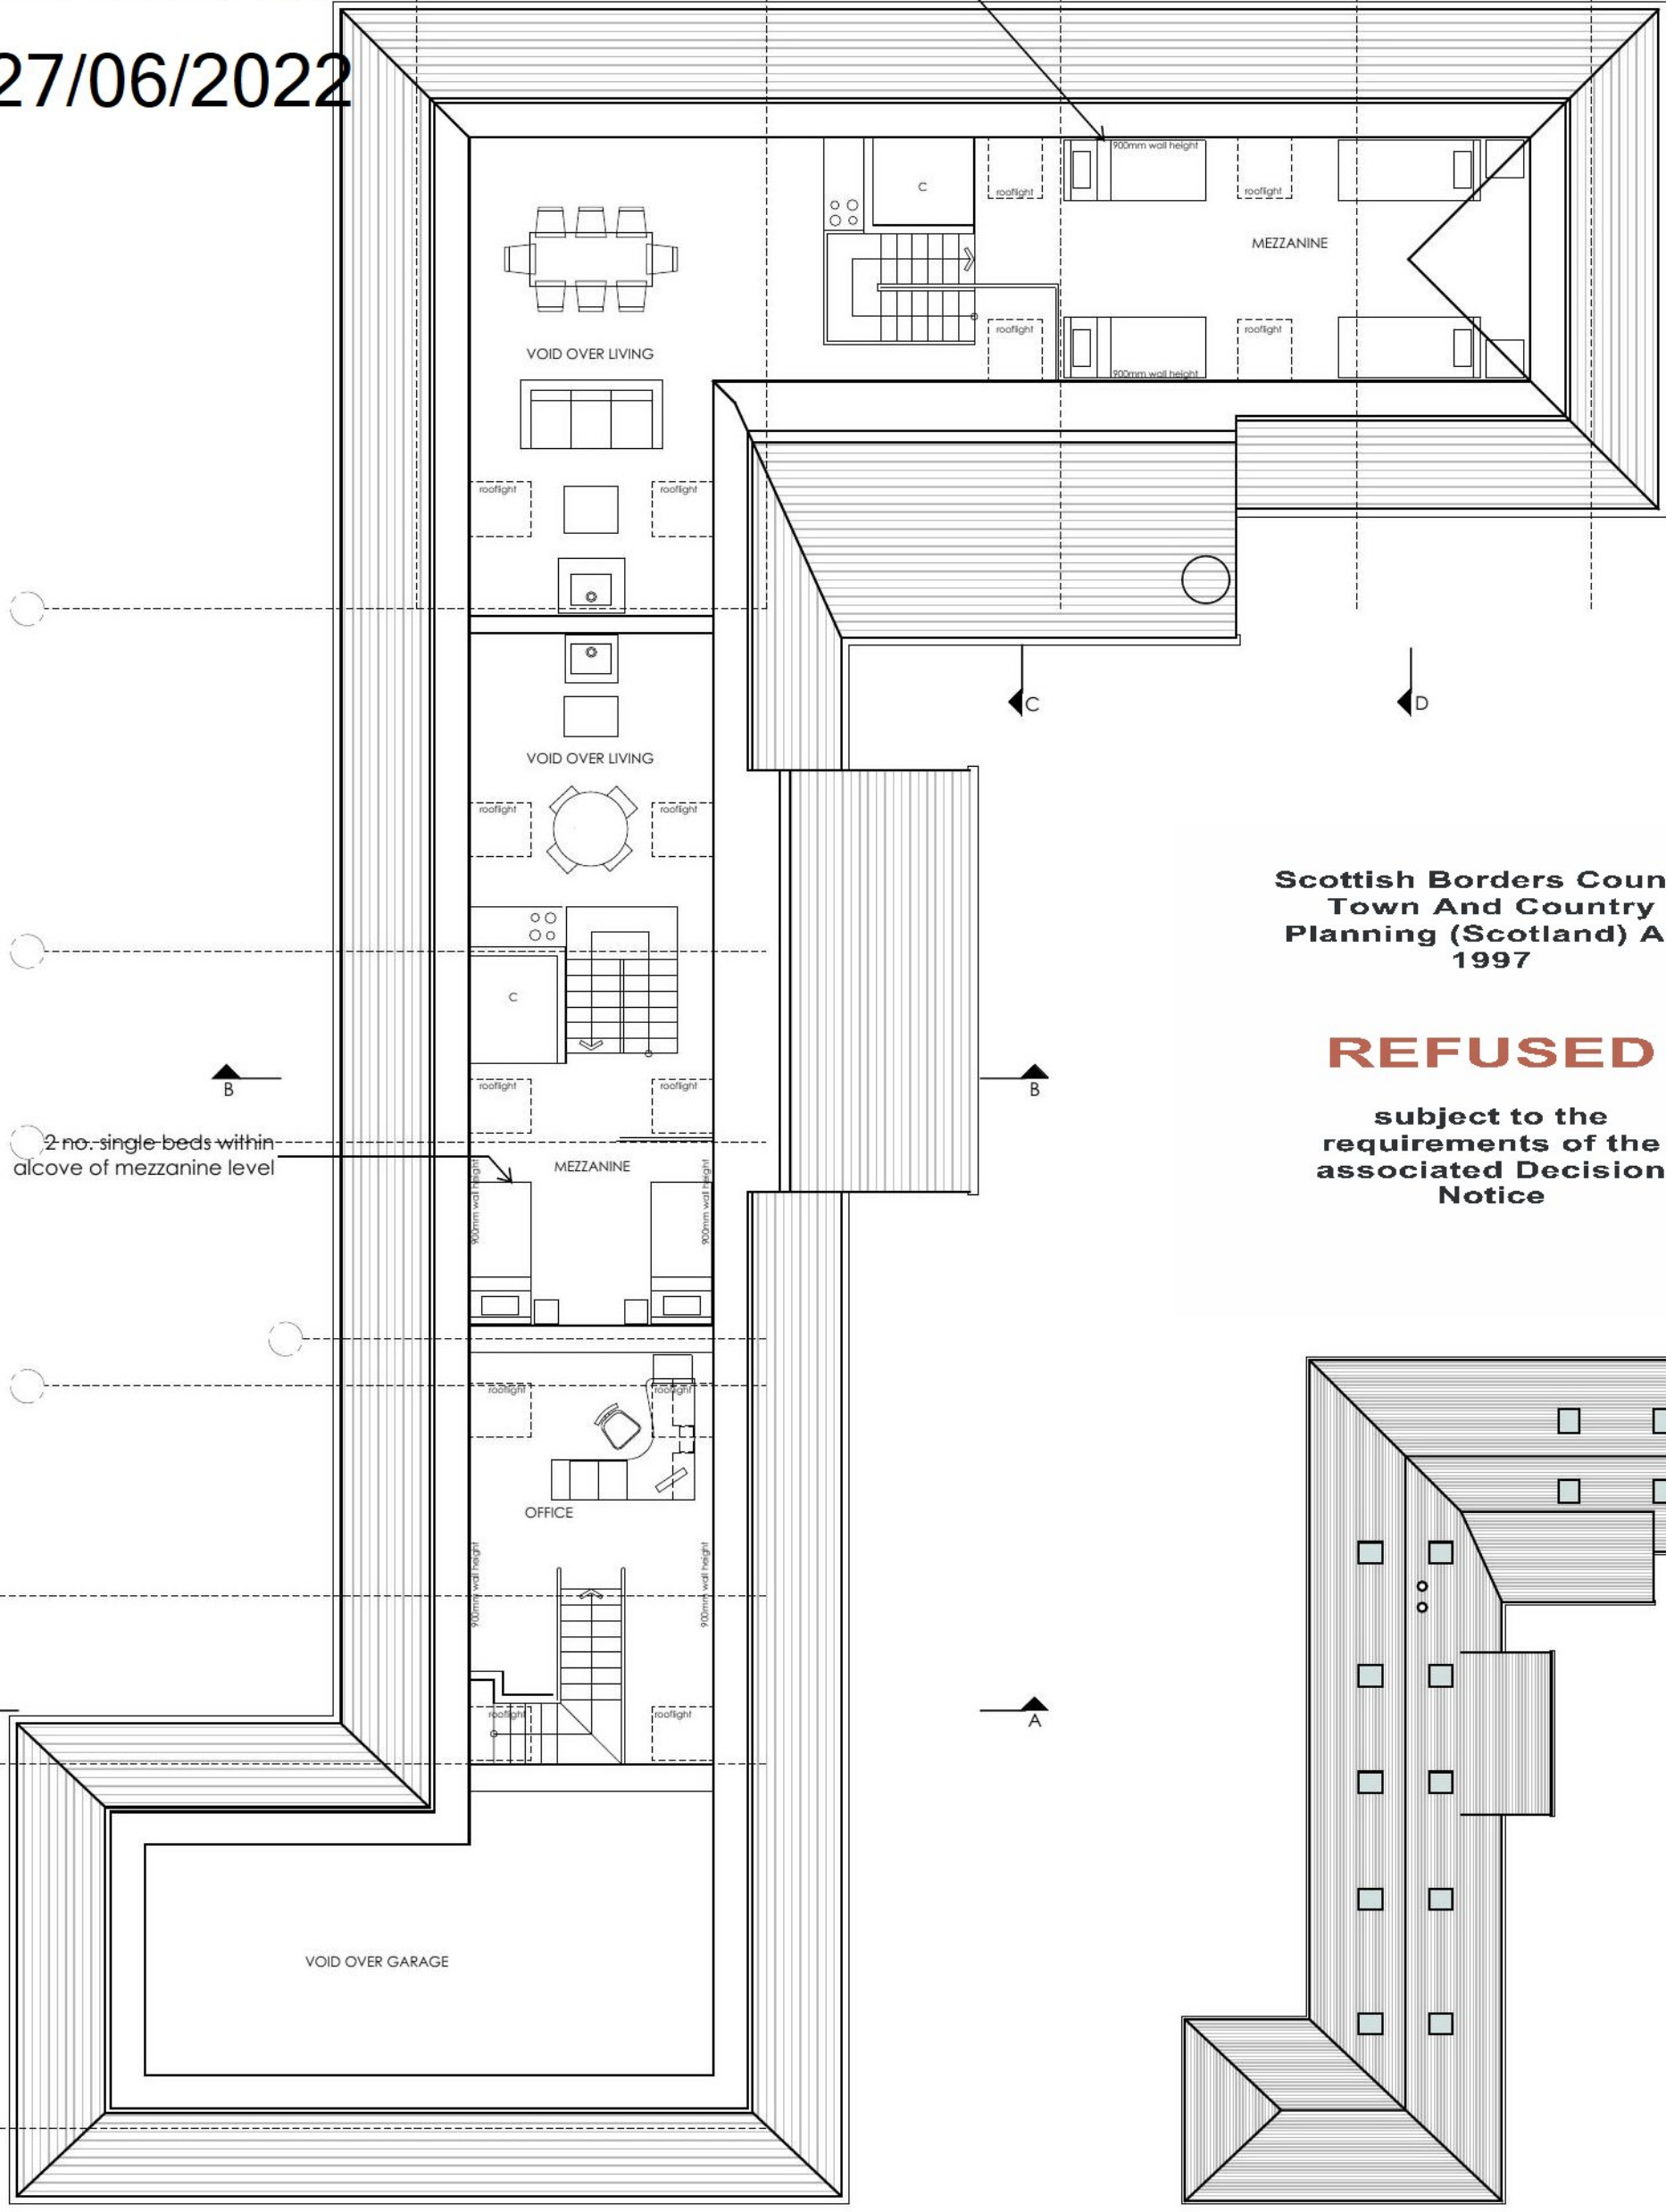 27/06/2022
900mm wall height
C
rooflight
rooflight
MEZZANINE
rooflight
rooflight
VOID OVER LIVING
900mm wall height
rooflight
rooflight
C
D
VOID OVER LIVING
rooflight
rooflight
Scottish Borders Coun
Town And Country
Planning (Scotland) A
1997
C
REFUSED
B
B
rooflight
rooflight
subject to the
requirements of the
associated Decision
Notice
2 no. single beds within
alcove of mezzanine level
MEZZANINE
900mm wall height
900mm wall height
rooflight
rooflight
OFFICE
900mm wall height
900mm wall height
rooflight
rooflight
A
VOID OVER GARAGE